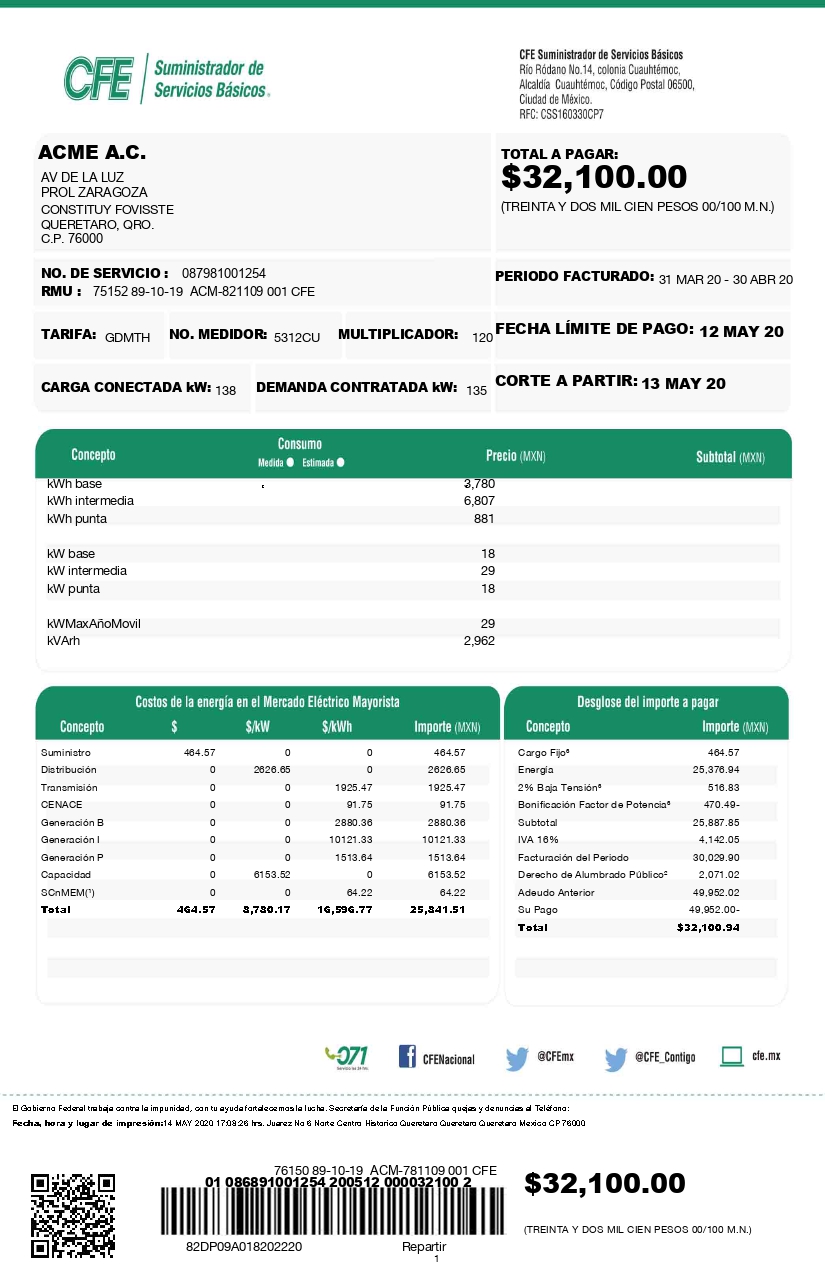 CFE Suministrador de
Servicios Básicos®
CFE Suministrador de Servicios Básicos
Río Ródano No.14, colonia Cuauhtémoc,
Alcaldía Cuauhtémoc, Código Postal 06500,
Ciudad de México.
RFC: CSS160330CP7
ACME A.C.
AV DE LA LUZ
PROL ZARAGOZA
CONSTITUY FOVISSTE
QUERETARO, QRO.
C.P. 76000
TOTAL A PAGAR:
$32,100.00
(TREINTA Y DOS MIL CIEN PESOS 00/100 M.N.)
NO. DE SERVICIO : 087981001254
RMU : 75152 89-10-19 ACM-821109 001 CFE
PERIODO FACTURADO: 31 MAR 20 - 30 ABR 20
TARIFA: GDMTH NO. MEDIDOR: 5312CU MULTIPLICADOR: 120
FECHA LÍMITE DE PAGO: 12 MAY 20
CARGA CONECTADA kW: 138 DEMANDA CONTRATADA kW: 135
CORTE A PARTIR: 13 MAY 20
Concepto Consumo Precio (MXN) Subtotal (MXN)
Medida Estimada
kWh base 3,780
kWh intermedia 6,807
kWh punta 881
kW base 18
kW intermedia 29
kW punta 18
kWMaxAñoMovil 29
kVArh 2,962
Costos de la energía en el Mercado Eléctrico Mayorista
Concepto $ $/kW $/kWh Importe (MXN)
Suministro 464.57 0 0 464.57
Distribución 0 2626.65 0 2626.65
Transmisión 0 0 1925.47 1925.47
CENACE 0 0 91.75 91.75
Generación B 0 0 2880.36 2880.36
Generación I 0 0 10121.33 10121.33
Generación P 0 0 1513.64 1513.64
Capacidad 0 6153.52 0 6153.52
SCnMEM(¹) 0 0 64.22 64.22
Total 464.57 8,780.17 16,596.77 25,841.51
Desglose del importe a pagar
Concepto Importe (MXN)
Cargo Fijo⁶ 464.57
Energía 25,376.94
2% Baja Tensión⁶ 516.83
Bonificación Factor de Potencia⁶ 470.49-
Subtotal 25,887.85
IVA 16% 4,142.05
Facturación del Periodo 30,029.90
Derecho de Alumbrado Público² 2,071.02
Adeudo Anterior 49,952.02
Su Pago 49,952.00-
Total $32,100.94
071
CFENacional
@CFEmx
@CFE_Contigo
cfe.mx
El Gobierno Federal trabaja contra la impunidad, con tu ayuda fortalecemos la lucha. Secretaría de la Función Pública quejas y denuncias al Teléfono:
Fecha, hora y lugar de impresión:14 MAY 2020 17:08:26 hrs. Juarez No 6 Norte Centro Historico Queretaro Queretaro Queretaro Mexico CP 76000
76150 89-10-19 ACM-781109 001 CFE
01 086891001254 200512 000032100 2
82DP09A018202220 Repartir
1
$32,100.00
(TREINTA Y DOS MIL CIEN PESOS 00/100 M.N.)